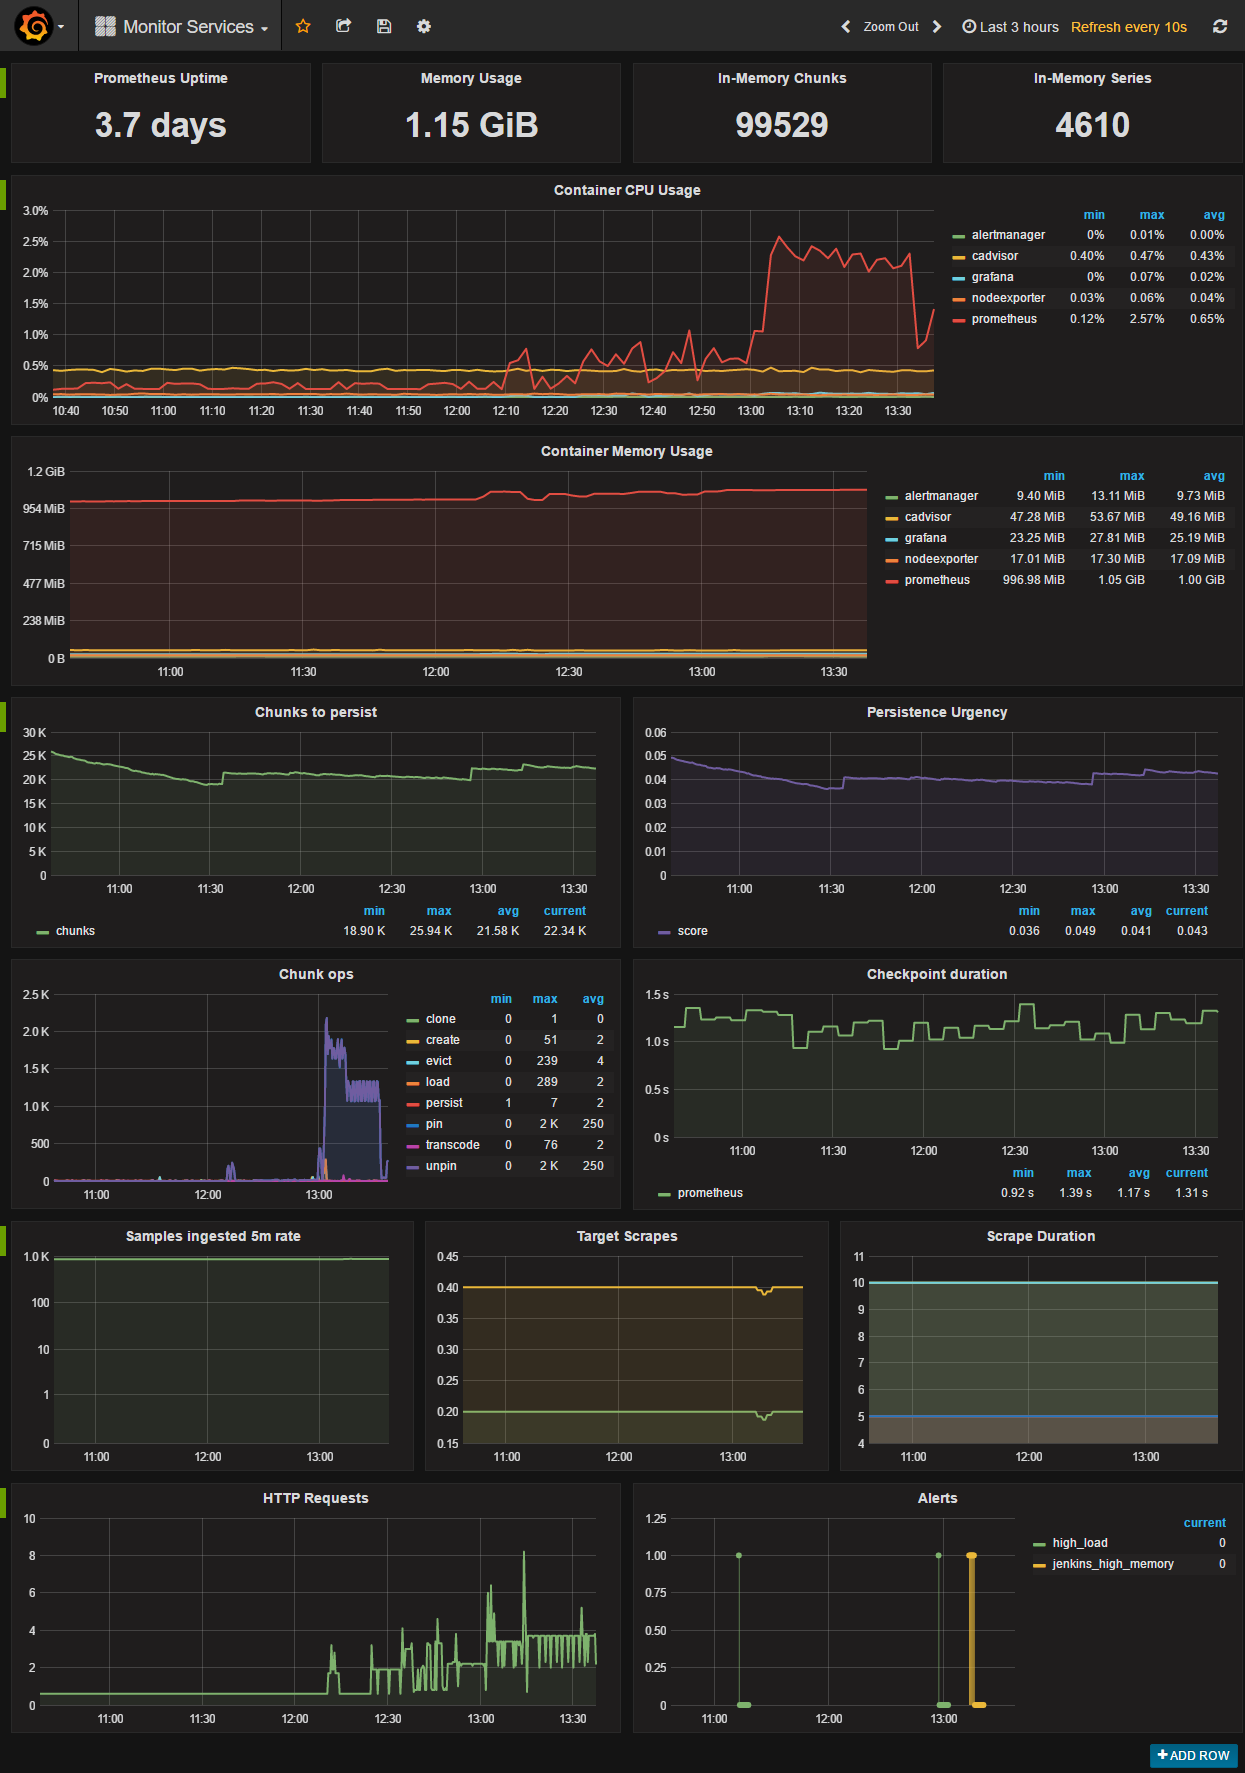 Monitor Services
Zoom Out
Last 3 hours Refresh every 10s
Prometheus Uptime
3.7 days
Memory Usage
1.15 GiB
In-Memory Chunks
99529
In-Memory Series
4610
Container CPU Usage
3.0%
2.5%
2.0%
1.5%
1.0%
0.5%
0%
10:40 10:50 11:00 11:10 11:20 11:30 11:40 11:50 12:00 12:10 12:20 12:30 12:40 12:50 13:00 13:10 13:20 13:30
min max avg
alertmanager 0% 0.01% 0.00%
cadvisor 0.40% 0.47% 0.43%
grafana 0% 0.07% 0.02%
nodeexporter 0.03% 0.06% 0.04%
prometheus 0.12% 2.57% 0.65%
Container Memory Usage
1.2 GiB
954 MiB
715 MiB
477 MiB
238 MiB
0 B
11:00 11:30 12:00 12:30 13:00 13:30
min max avg
alertmanager 9.40 MiB 13.11 MiB 9.73 MiB
cadvisor 47.28 MiB 53.67 MiB 49.16 MiB
grafana 23.25 MiB 27.81 MiB 25.19 MiB
nodeexporter 17.01 MiB 17.30 MiB 17.09 MiB
prometheus 996.98 MiB 1.05 GiB 1.00 GiB
Chunks to persist
30 K
25 K
20 K
15 K
10 K
5 K
0
11:00 11:30 12:00 12:30 13:00 13:30
min max avg current
chunks 18.90 K 25.94 K 21.58 K 22.34 K
Persistence Urgency
0.06
0.05
0.04
0.03
0.02
0.01
0
11:00 11:30 12:00 12:30 13:00 13:30
min max avg current
score 0.036 0.049 0.041 0.043
Chunk ops
2.5 K
2.0 K
1.5 K
1.0 K
500
0
11:00 12:00 13:00
min max avg
clone 0 1 0
create 0 51 2
evict 0 239 4
load 0 289 2
persist 1 7 2
pin 0 2 K 250
transcode 0 76 2
unpin 0 2 K 250
Checkpoint duration
1.5 s
1.0 s
0.5 s
0 s
11:00 11:30 12:00 12:30 13:00 13:30
min max avg current
prometheus 0.92 s 1.39 s 1.17 s 1.31 s
Samples ingested 5m rate
1.0 K
100
10
1
0
11:00 12:00 13:00
Target Scrapes
0.45
0.40
0.35
0.30
0.25
0.20
0.15
11:00 12:00 13:00
Scrape Duration
11
10
9
8
7
6
5
4
11:00 12:00 13:00
HTTP Requests
10
8
6
4
2
0
11:00 11:30 12:00 12:30 13:00 13:30
Alerts
1.25
1.00
0.75
0.50
0.25
0
11:00 12:00 13:00
current
high_load 0
jenkins_high_memory 0
+ ADD ROW